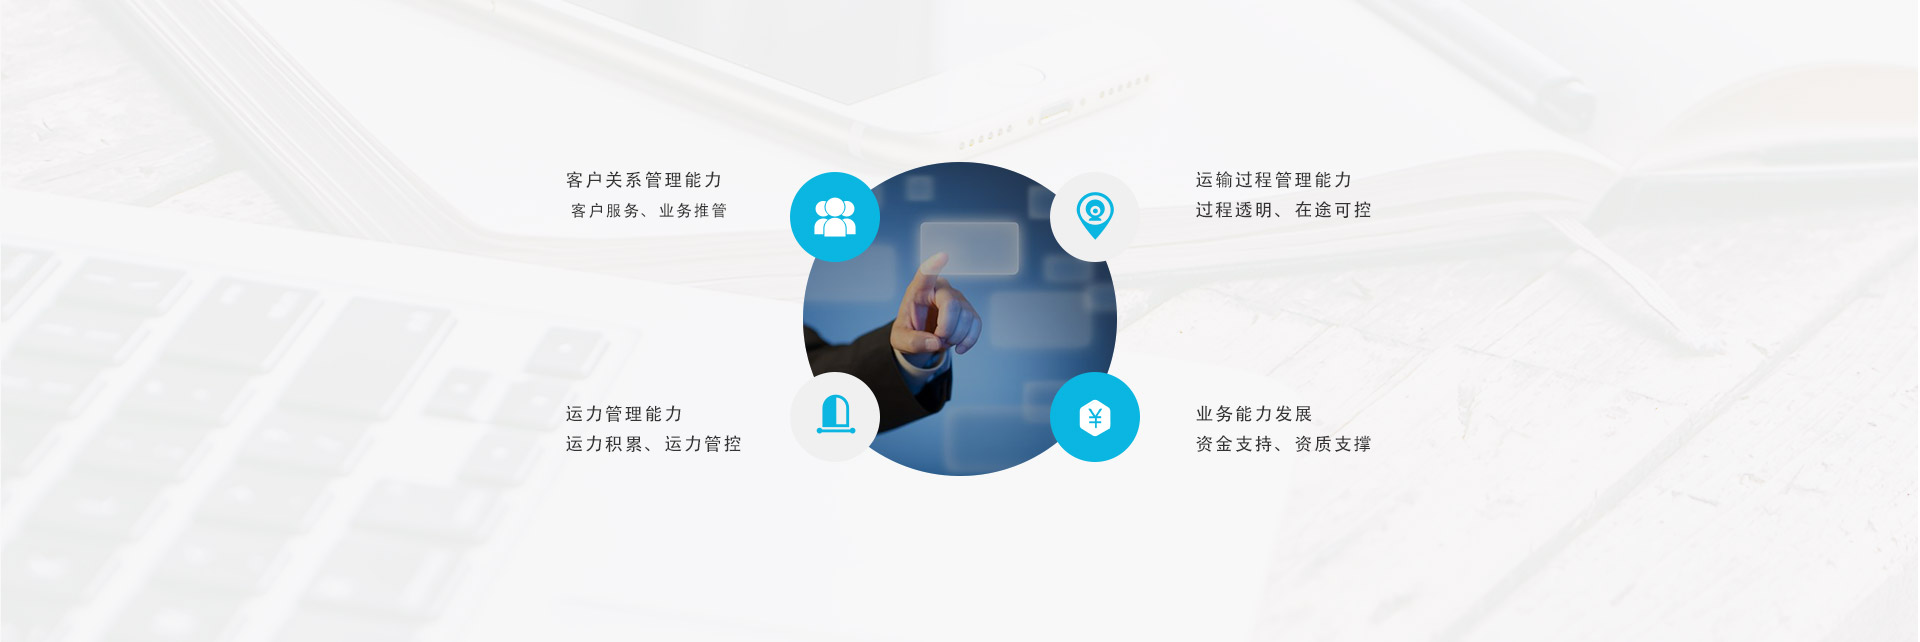 客户关系管理能力
客户服务、业务推管
运输过程管理能力
过程透明、在途可控
运力管理能力
运力积累、运力管控
业务能力发展
资金支持、资质支撑